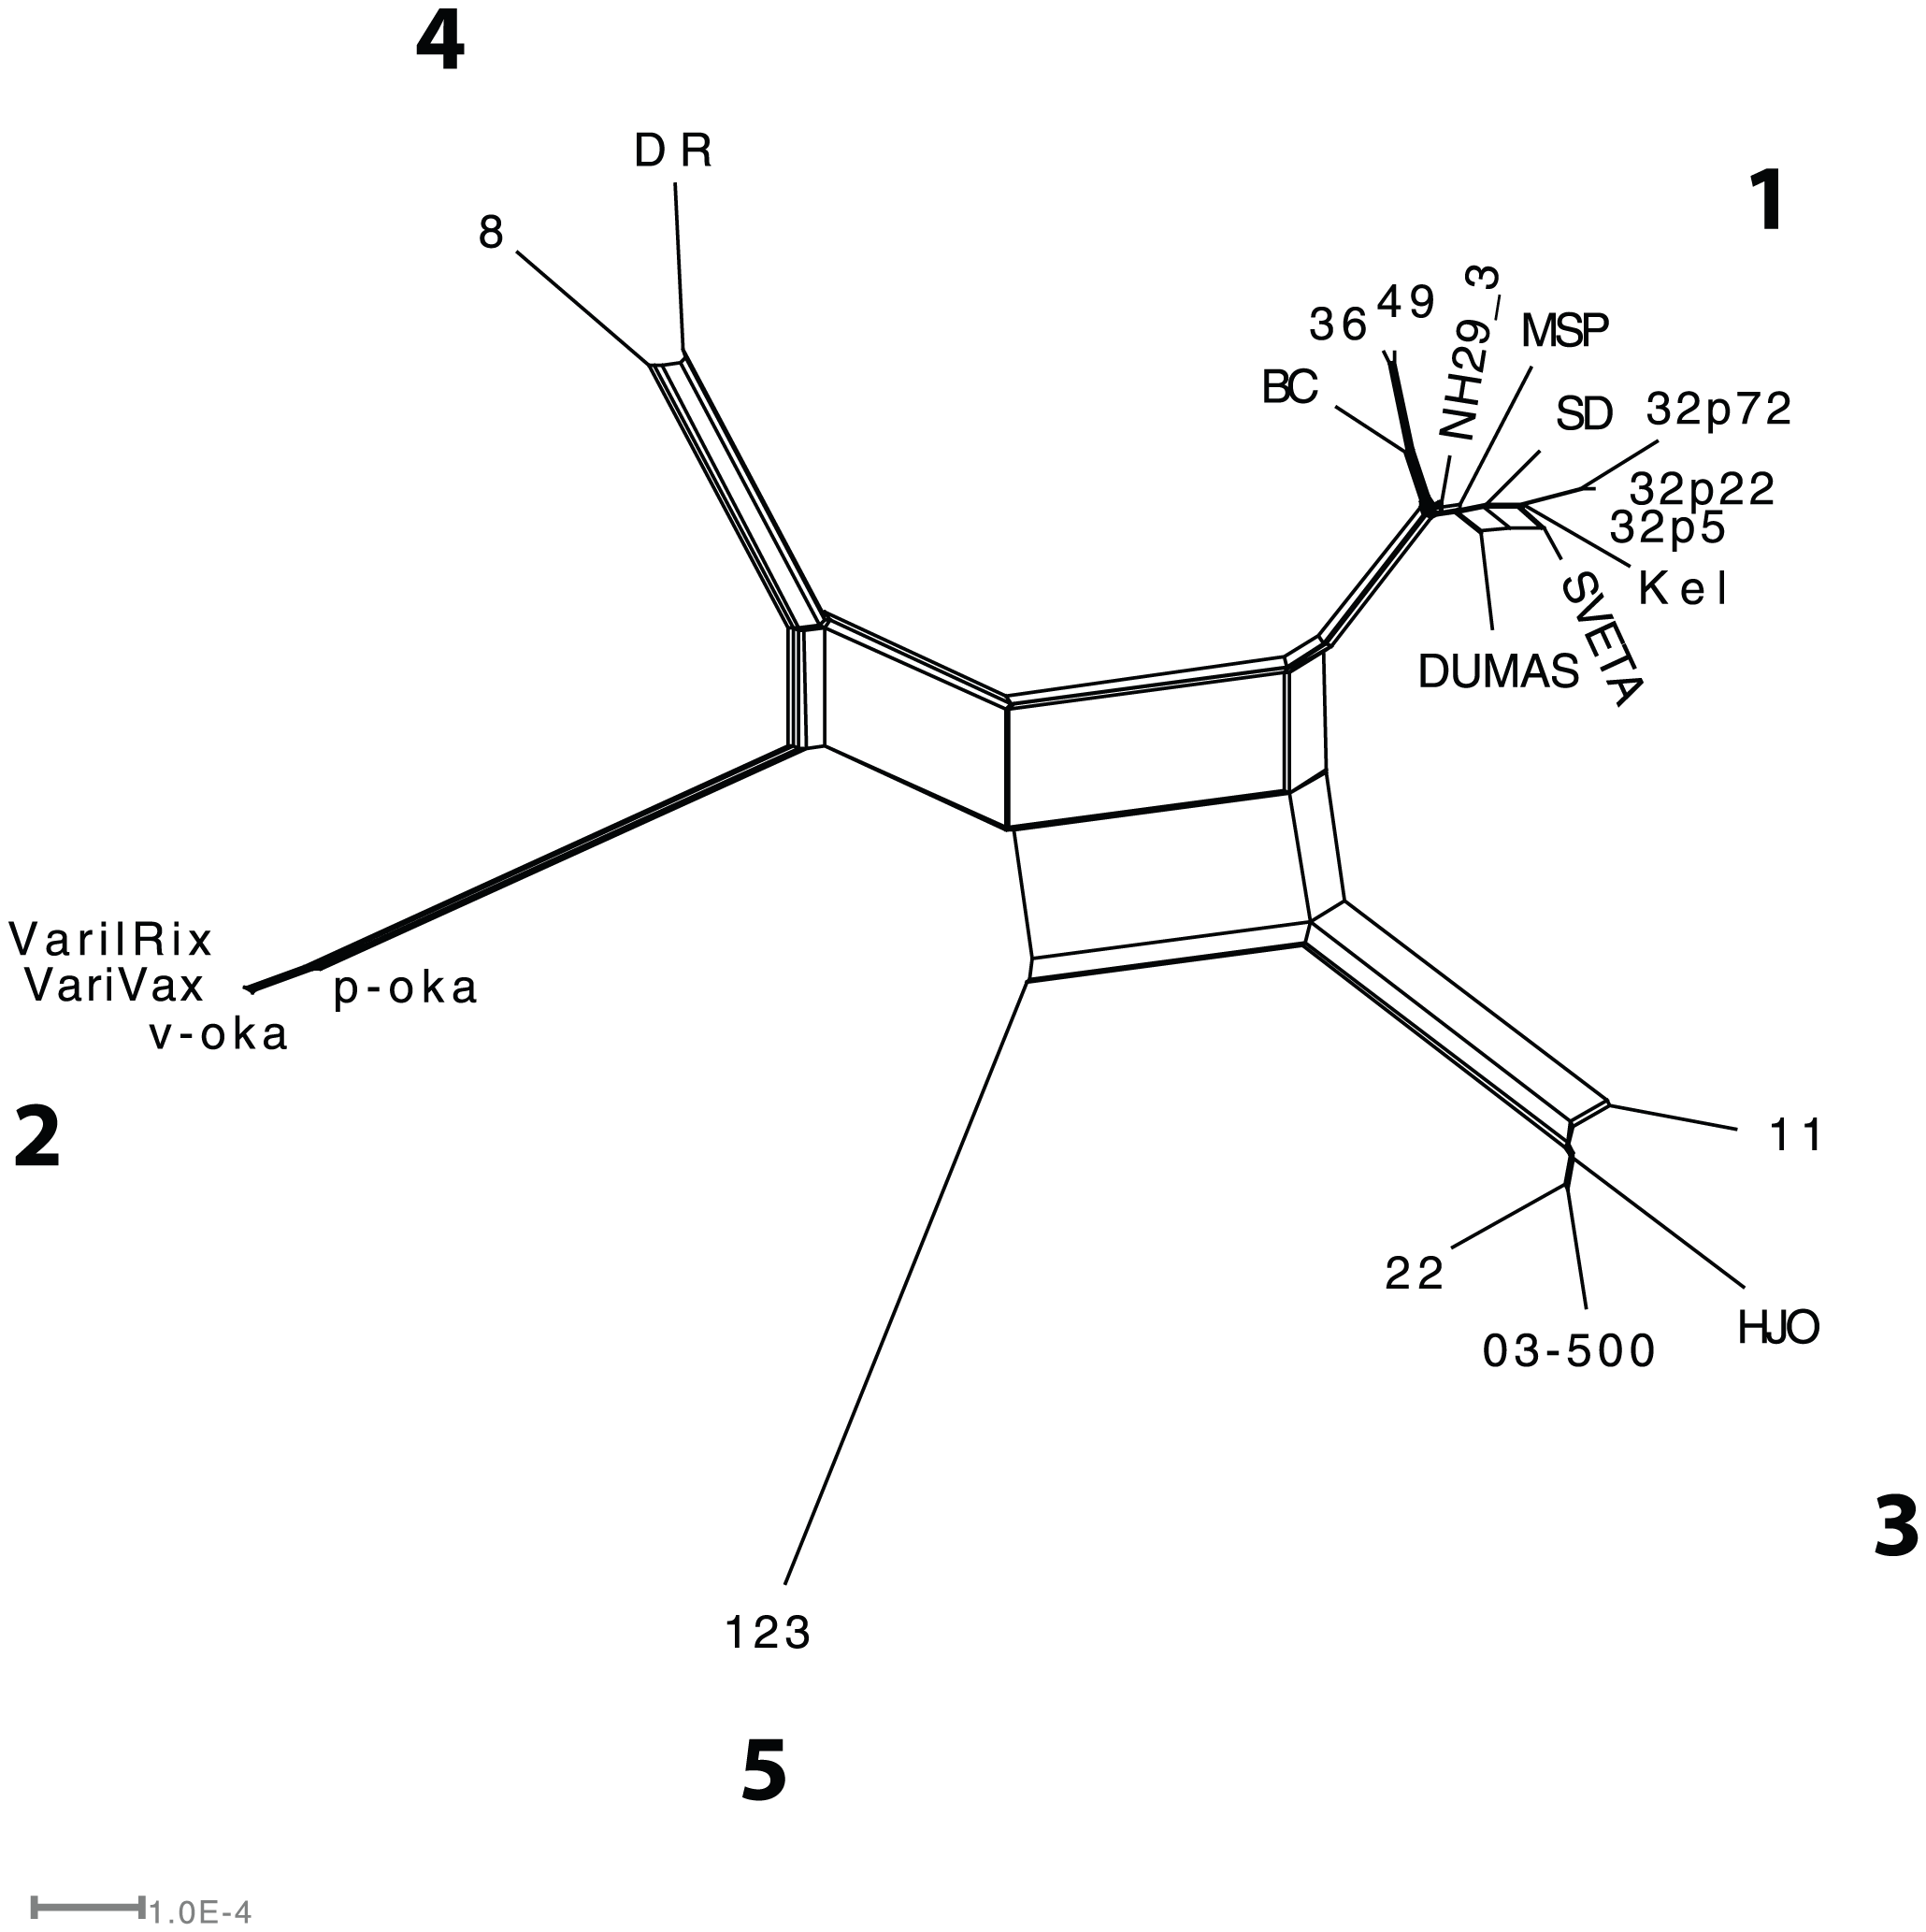 4
D R
1
8
NH29_3
49
36
MSP
BC
SD
32p72
32p22
32p5
Kel
SVETA
DUMAS
VarilRix
VariVax
p-oka
v-oka
2
11
22
HJO
03-500
3
123
5
1.0E-4